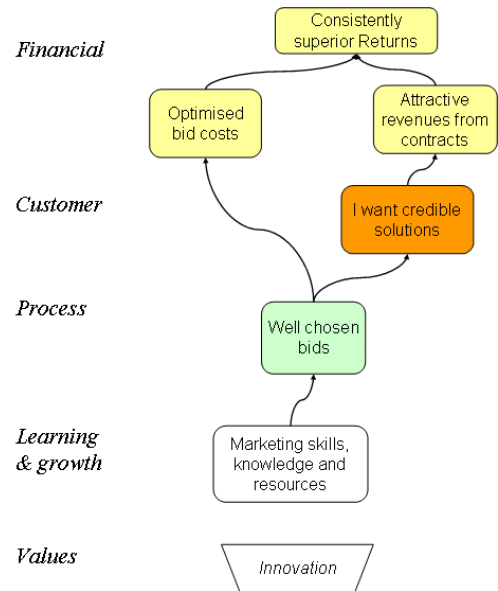 Financial
Consistently
superior Returns
Optimised
bid costs
Attractive
revenues from
contracts
Customer
I want credible
solutions
Process
Well chosen
bids
Learning
& growth
Marketing skills,
knowledge and
resources
Values
Innovation